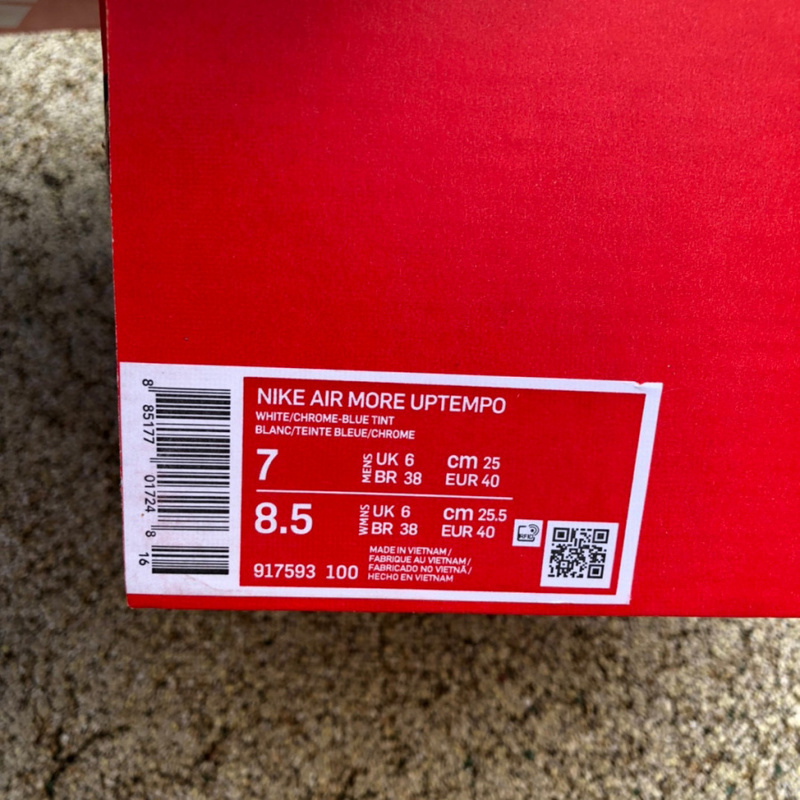 NIKE AIR MORE UPTEMPO
WHITE/CHROME-BLUE TINT
BLANC/TEINTE BLEUE/CHROME
7 MENS UK 6 cm 25
BR 38 EUR 40
8.5 WMNS UK 6 cm 25.5
BR 38 EUR 40
917593 100
MADE IN VIETNAM /
FABRIQUE AU VIETNAM /
FABRICADO NO VIETNÃ /
HECHO EN VIETNAM
RFID
8 85177 01724 8 16